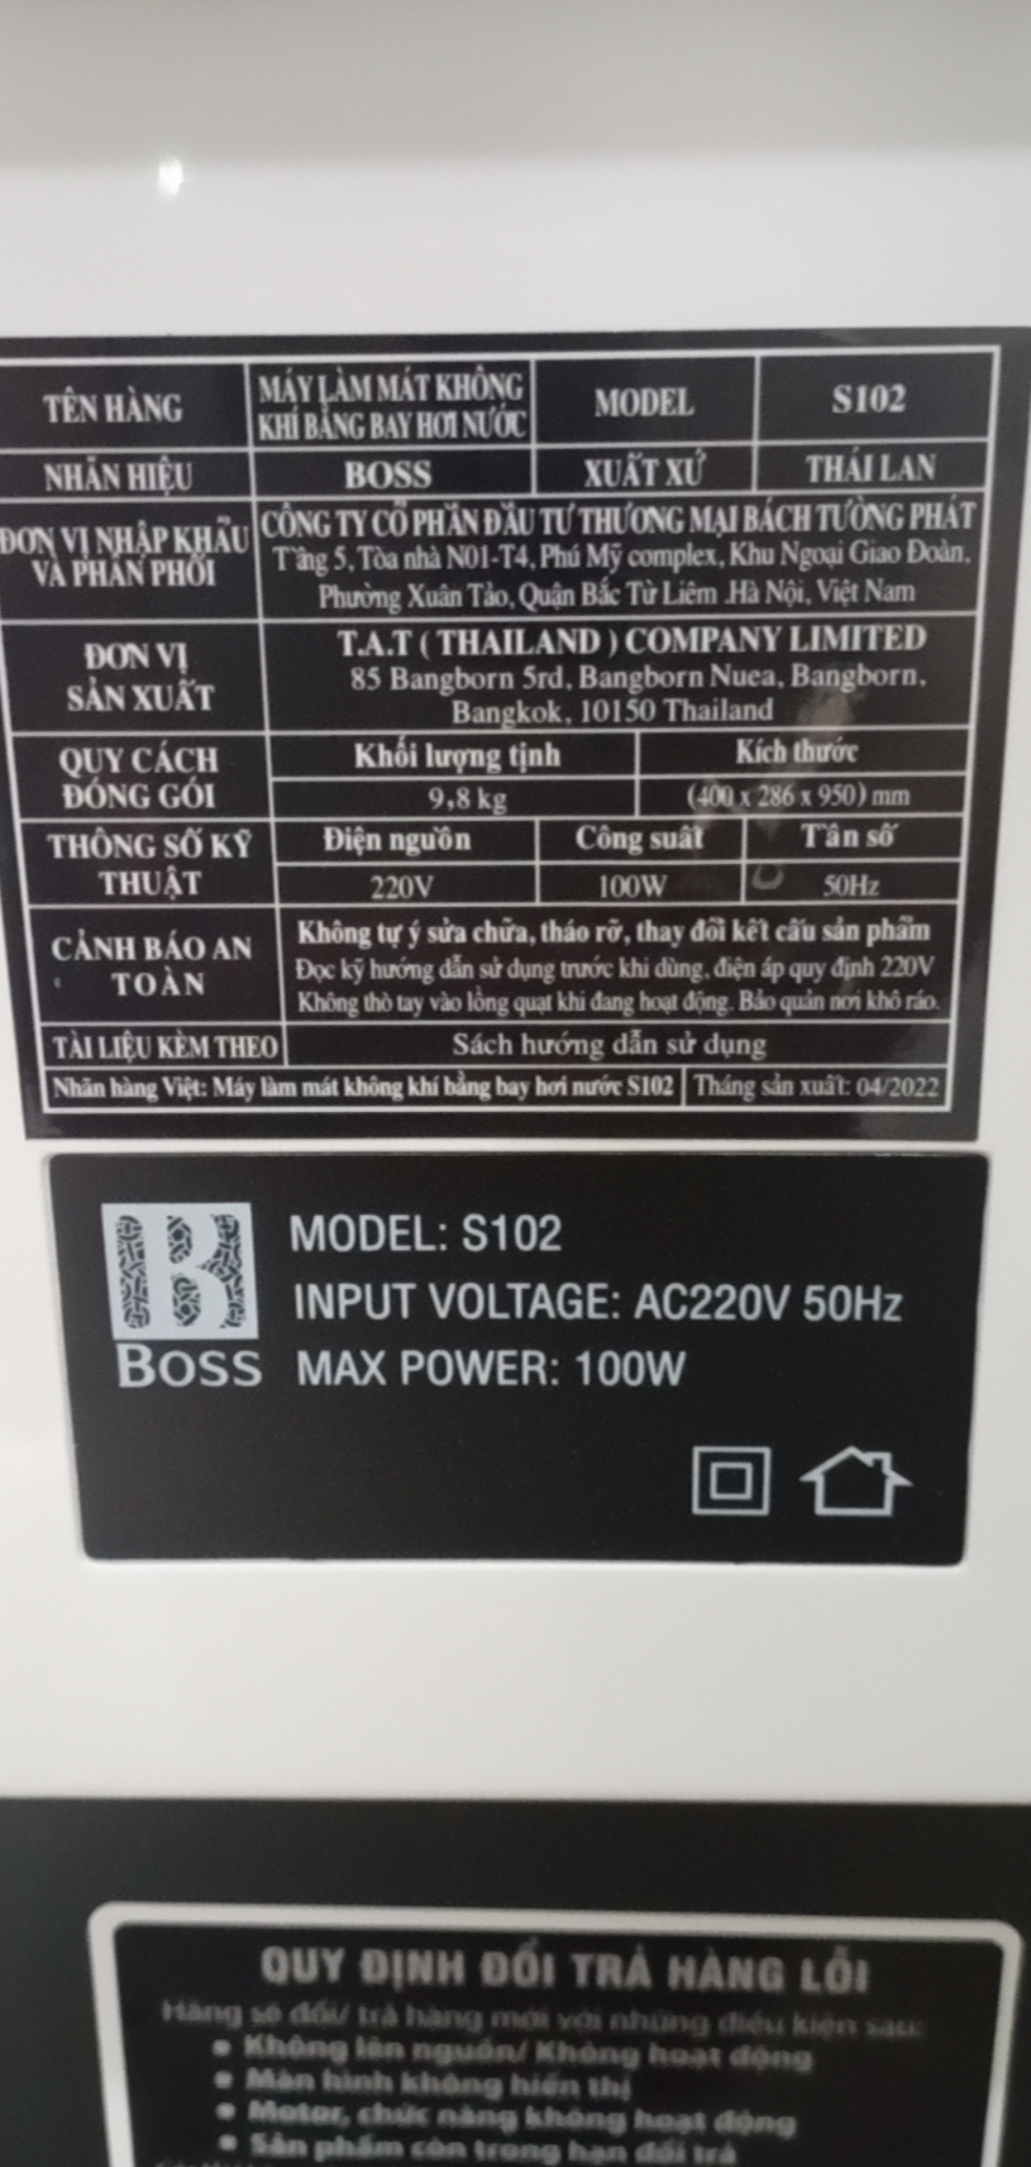 TÊN HÀNG
MÁY LÀM MÁT KHÔNG
KHÍ BẰNG BAY HƠI NƯỚC
MODEL
S102
NHÃN HIỆU
BOSS
XUẤT XỨ
THÁI LAN
ĐƠN VỊ NHẬP KHẨU
VÀ PHÂN PHỐI
CÔNG TY CỔ PHẦN ĐẦU TƯ THƯƠNG MẠI BÁCH TƯỜNG PHÁT
Tầng 5, Tòa nhà N01-T4, Phú Mỹ complex, Khu Ngoại Giao Đoàn.
Phường Xuân Tảo, Quận Bắc Từ Liêm .Hà Nội, Việt Nam
ĐƠN VỊ
SẢN XUẤT
T.A.T ( THAILAND ) COMPANY LIMITED
85 Bangborn 5rd, Bangborn Nuea, Bangborn,
Bangkok, 10150 Thailand
QUY CÁCH
ĐÓNG GÓI
Khối lượng tịnh
Kích thước
9,8 kg
(400 x 286 x 950) mm
THÔNG SỐ KỸ
THUẬT
Điện nguồn
Công suất
Tần số
220V
100W
50Hz
CẢNH BÁO AN
TOÀN
Không tự ý sửa chữa, tháo rỡ, thay đổi kết cấu sản phẩm
Đọc kỹ hướng dẫn sử dụng trước khi dùng, điện áp quy định 220V
Không thò tay vào lồng quạt khi đang hoạt động. Bảo quản nơi khô ráo.
TÀI LIỆU KÈM THEO
Sách hướng dẫn sử dụng
Nhãn hàng Việt: Máy làm mát không khí bằng bay hơi nước S102
Tháng sản xuất: 04/2022
MODEL: S102
INPUT VOLTAGE: AC220V 50Hz
BOSS
MAX POWER: 100W
QUY ĐỊNH ĐỔI TRẢ HÀNG LỖI
Hàng sẽ đổi/ trả hàng mới với những điều kiện sau:
• Không lên nguồn/ Không hoạt động
• Màn hình không hiển thị
• Motor, chức năng không hoạt động
• Sản phẩm còn trong hạn đổi trả